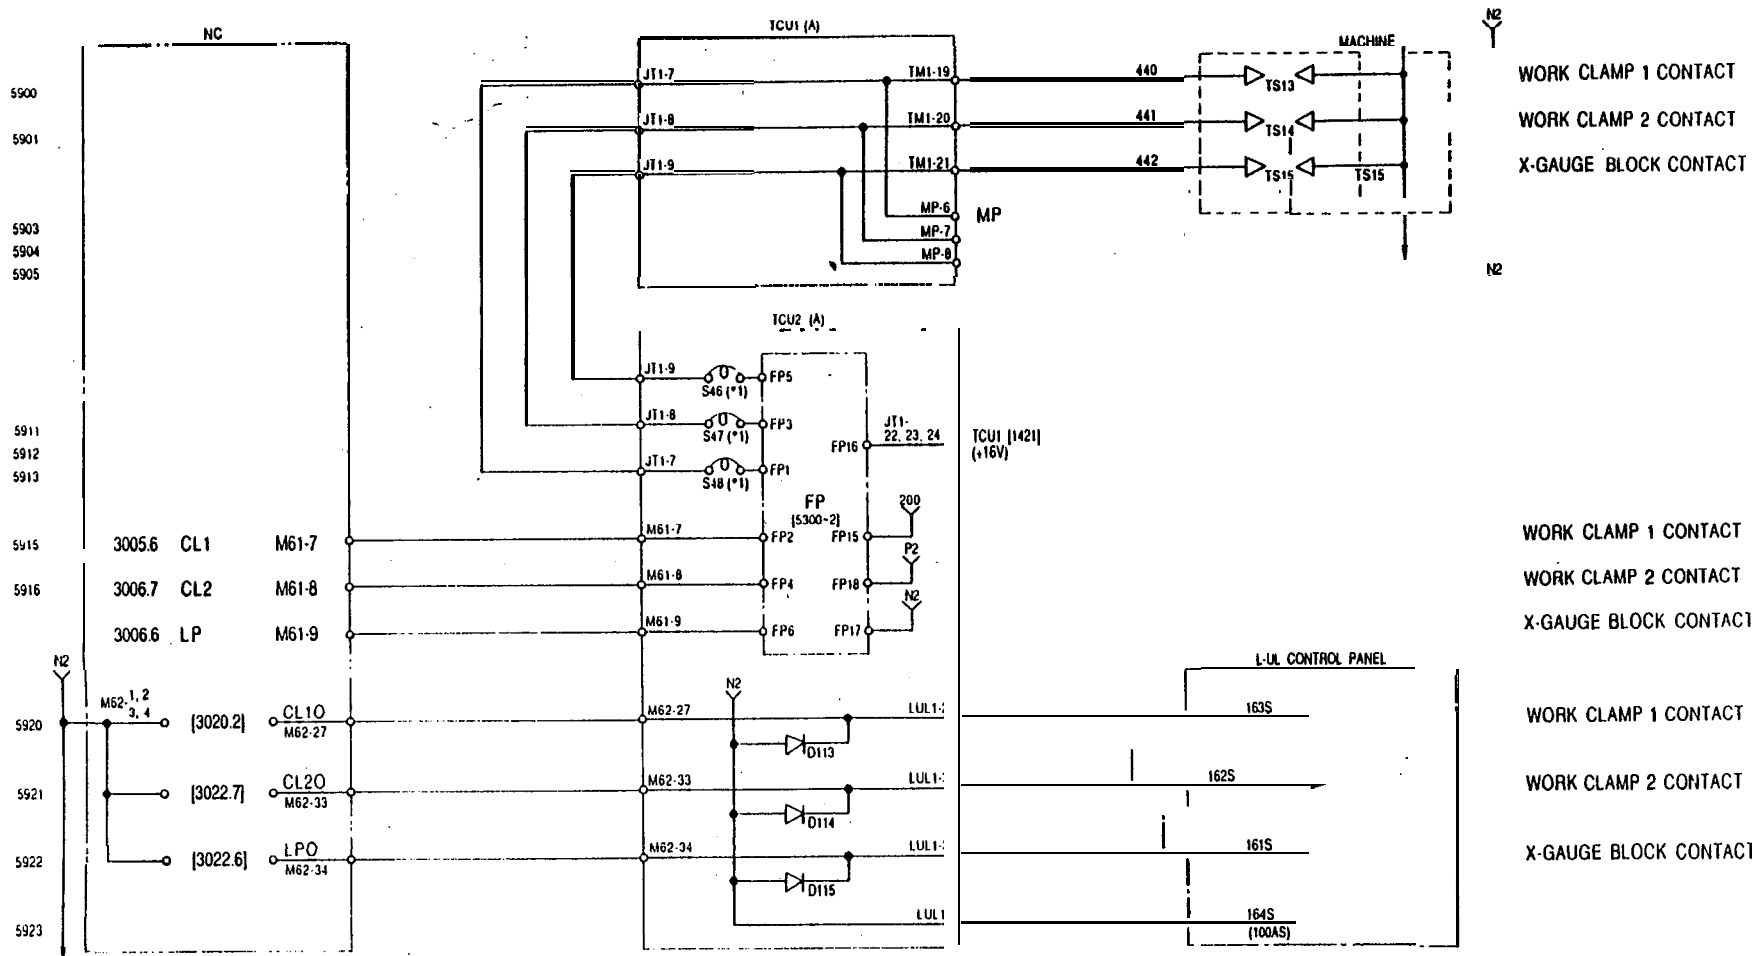 NC
TCU1 (A)
N2
MACHINE
5900
JT1-7
TM1-19
440
TS13
WORK CLAMP 1 CONTACT
5901
JT1-8
TM1-20
441
TS14
WORK CLAMP 2 CONTACT
JT1-9
TM1-21
442
TS15
TS15
X-GAUGE BLOCK CONTACT
5903
MP-6
MP
5904
MP-7
5905
MP-8
N2
TCU2 (A)
JT1-9
S46 (*1)
FP5
5911
JT1-8
S47 (*1)
FP3
JT1-
22, 23, 24
FP16
TCU1 [1421]
(+16V)
5912
5913
JT1-7
S48 (*1)
FP1
FP
[5300~2]
200
5915
3005.6 CL1 M61-7
M61-7
FP2
FP15
WORK CLAMP 1 CONTACT
P2
5916
3006.7 CL2 M61-8
M61-8
FP4
FP18
WORK CLAMP 2 CONTACT
N2
3006.6 LP M61-9
M61-9
FP6
FP17
X-GAUGE BLOCK CONTACT
N2
L-UL CONTROL PANEL
N2
5920
M62-1, 2
3, 4
[3020.2]
CL1O
M62-27
M62-27
LUL1-
D113
163S
WORK CLAMP 1 CONTACT
5921
[3022.7]
CL2O
M62-33
M62-33
LUL1-
D114
162S
WORK CLAMP 2 CONTACT
5922
[3022.6]
LPO
M62-34
M62-34
LUL1-
D115
161S
X-GAUGE BLOCK CONTACT
5923
LUL1
164S
(100AS)